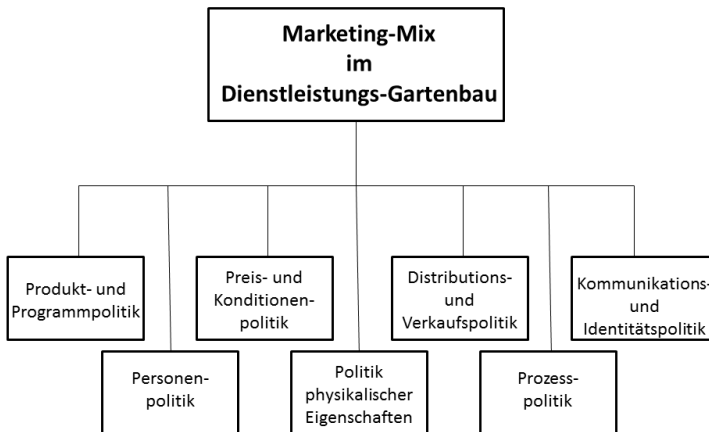 Marketing-Mix
im
Dienstleistungs-Gartenbau
Produkt- und
Programmpolitik
Preis- und
Konditionen-
politik
Distributions-
und
Verkaufspolitik
Kommunikations-
und
Identitätspolitik
Personen-
politik
Politik
physikalischer
Eigenschaften
Prozess-
politik